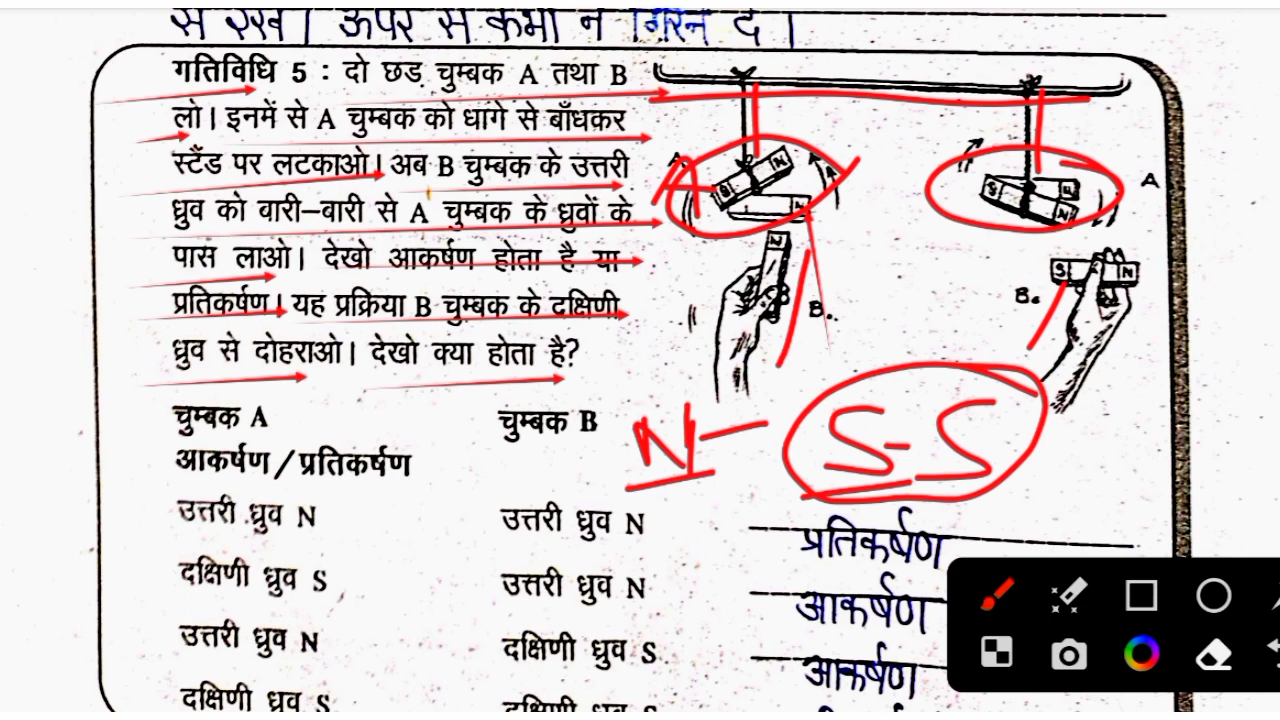 से रखें। ऊपर से कभी न गिरने दें।
गतिविधि 5 : दो छड़ चुम्बक A तथा B
लो। इनमें से A चुम्बक को धागे से बाँधकर
स्टैंड पर लटकाओ। अब B चुम्बक के उत्तरी
ध्रुव को बारी–बारी से A चुम्बक के ध्रुवों के
पास लाओ। देखो आकर्षण होता है या
प्रतिकर्षण। यह प्रक्रिया B चुम्बक के दक्षिणी
ध्रुव से दोहराओ। देखो क्या होता है?
A
S N
N
N
B.
A
S N
N
S N
B.
N – S-S
चुम्बक A चुम्बक B
आकर्षण / प्रतिकर्षण
उत्तरी ध्रुव N उत्तरी ध्रुव N प्रतिकर्षण
दक्षिणी ध्रुव S उत्तरी ध्रुव N आकर्षण
उत्तरी ध्रुव N दक्षिणी ध्रुव S आकर्षण
दक्षिणी ध्रुव S दक्षिणी ध्रुव S